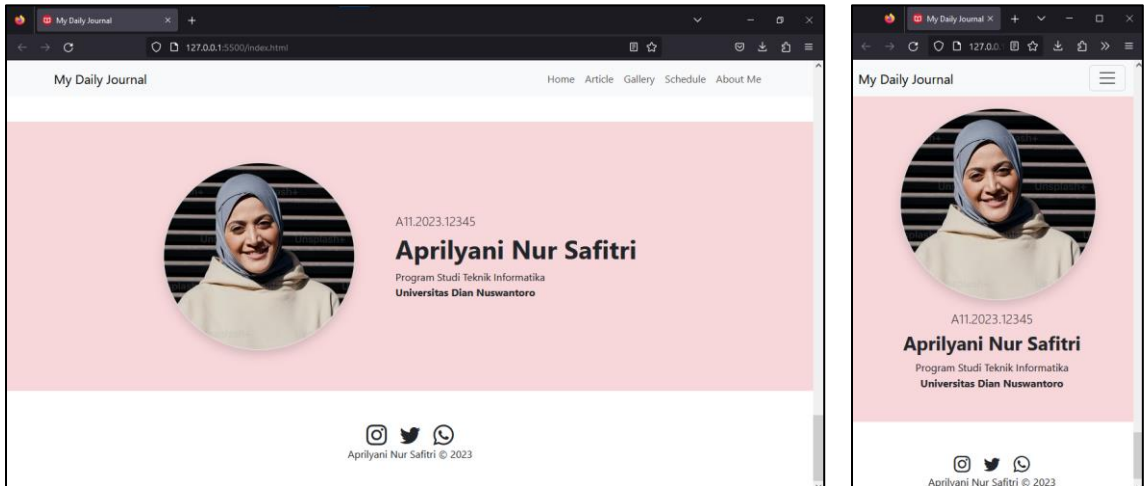 My Daily Journal
127.0.0.1:5500/index.html
My Daily Journal
Home Article Gallery Schedule About Me
A11.2023.12345
Aprilyani Nur Safitri
Program Studi Teknik Informatika
Universitas Dian Nuswantoro
Aprilyani Nur Safitri © 2023
My Daily Journal
127.0.0.
My Daily Journal
A11.2023.12345
Aprilyani Nur Safitri
Program Studi Teknik Informatika
Universitas Dian Nuswantoro
Aprilyani Nur Safitri © 2023